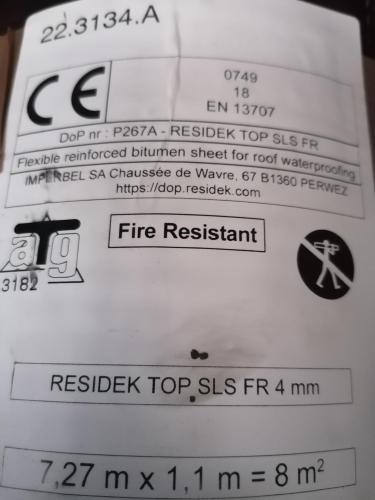 22.3134.A
CE
0749
18
EN 13707
DoP nr : P267A - RESIDEK TOP SLS FR
Flexible reinforced bitumen sheet for roof waterproofing
IMPERBEL SA Chaussée de Wavre, 67 B1360 PERWEZ
https://dop.residek.com
aTg
3182
Fire Resistant
RESIDEK TOP SLS FR 4 mm
7,27 m x 1,1 m = 8 m²